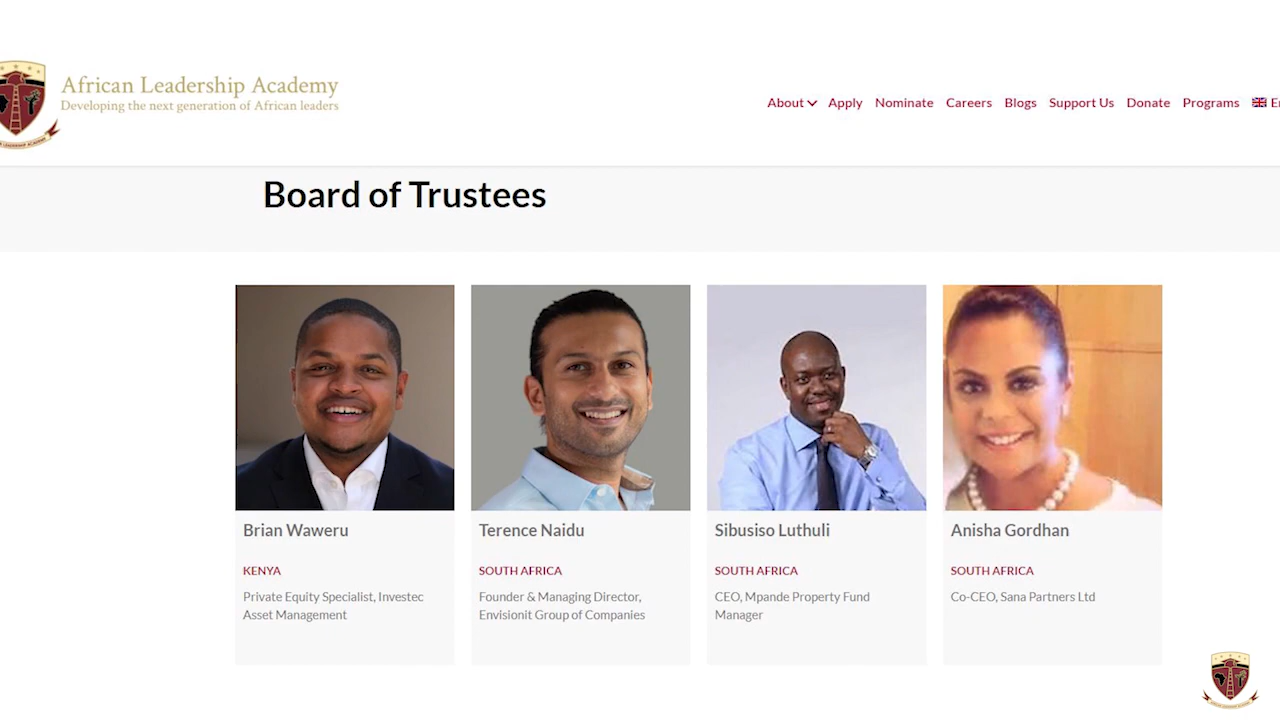 African Leadership Academy
Developing the next generation of African leaders
About Apply Nominate Careers Blogs Support Us Donate Programs
Board of Trustees
Brian Waweru
KENYA
Private Equity Specialist, Investec
Asset Management
Terence Naidu
SOUTH AFRICA
Founder & Managing Director,
Envisionit Group of Companies
Sibusiso Luthuli
SOUTH AFRICA
CEO, Mpande Property Fund
Manager
Anisha Gordhan
SOUTH AFRICA
Co-CEO, Sana Partners Ltd